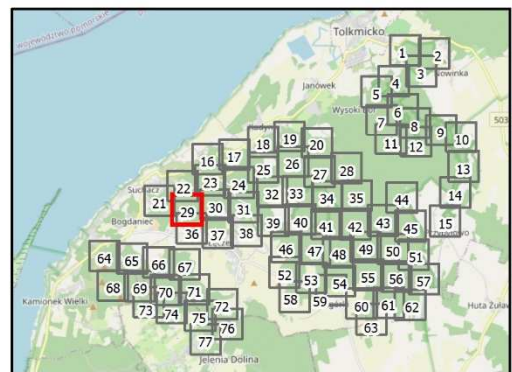 województwo pomorskie
Tolkmicko
1 2
Nowinka
3
4
Janówek
5
Wysoki Bór
6
503
7 8 9 10
11 12
13
18 19 20
16 17
25 26 27 28
14
Suchacz
22 23 24
32 33 34 35 44
21 29 30 31
15
Bogdaniec
39 40 41 42 43 45
36 37 38
46 47 48 49 50 51
64 65 66 67
52 53 54 55 56 57
Kamionek Wielki
68 69 70 71 72
58 59 60 61 62
73 74 75 76
63
77
Jelenia Dolina